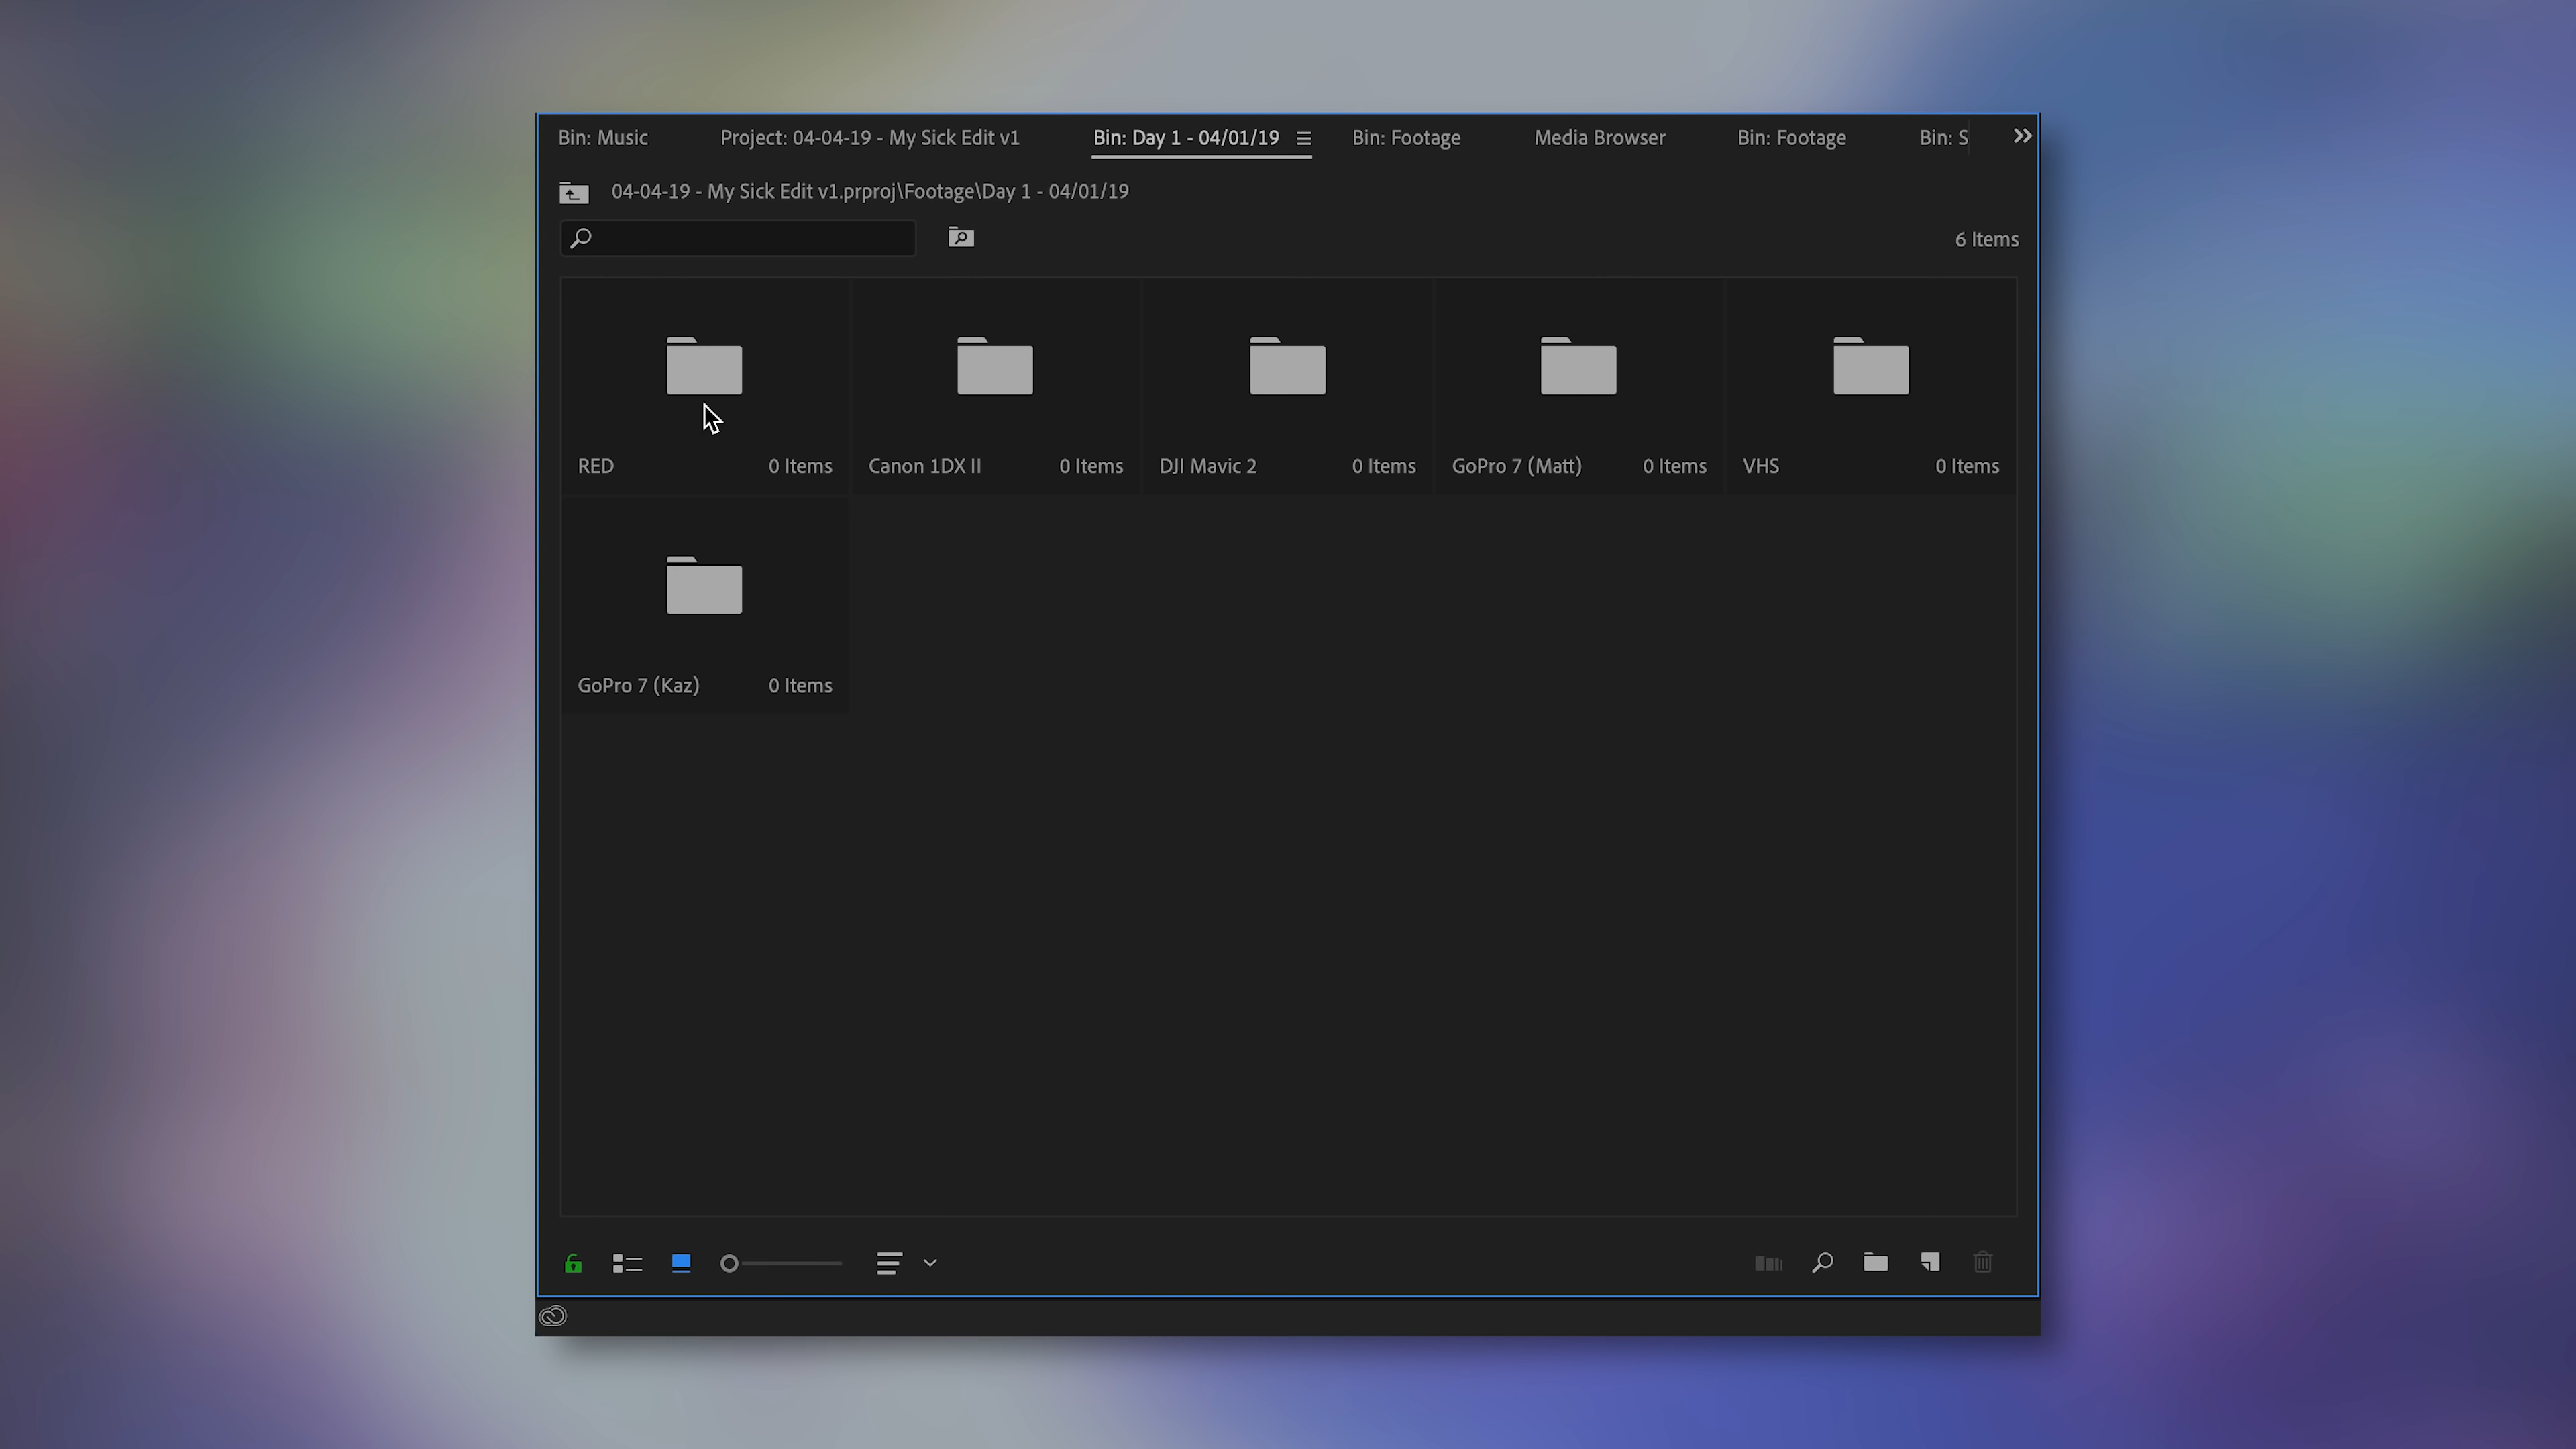 Bin: Music Project: 04-04-19 - My Sick Edit v1 Bin: Day 1 - 04/01/19 Bin: Footage Media Browser Bin: Footage Bin: S
04-04-19 - My Sick Edit v1.prproj\Footage\Day 1 - 04/01/19
6 Items
RED 0 Items Canon 1DX II 0 Items DJI Mavic 2 0 Items GoPro 7 (Matt) 0 Items VHS 0 Items
GoPro 7 (Kaz) 0 Items